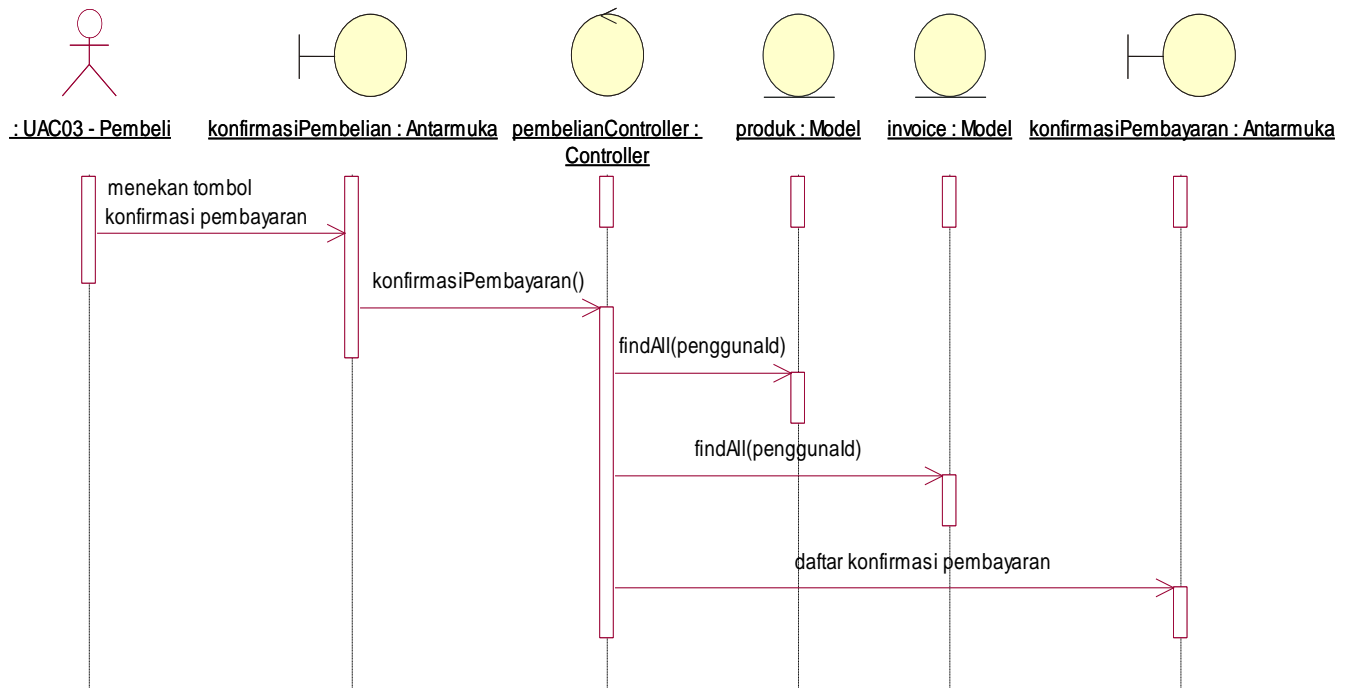 : UAC03 - Pembeli
konfirmasiPembelian : Antarmuka
pembelianController :
Controller
produk : Model
invoice : Model
konfirmasiPembayaran : Antarmuka
menekan tombol
konfirmasi pembayaran
konfirmasiPembayaran()
findAll(penggunaId)
findAll(penggunaId)
daftar konfirmasi pembayaran